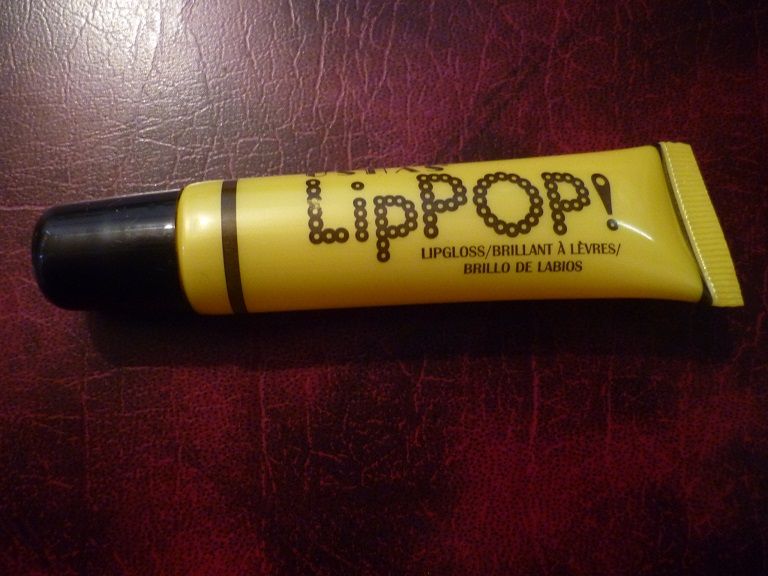 LipPOP!
LIPGLOSS/BRILLANT À LÈVRES/
BRILLO DE LABIOS